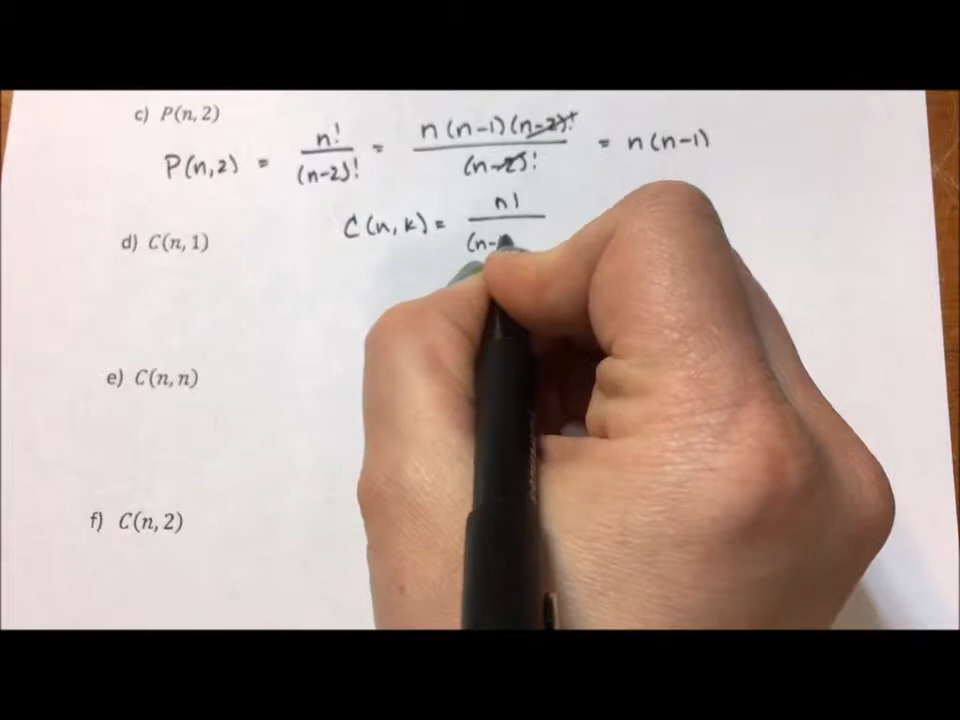 c) P(n, 2)
P(n,2) = n!/(n-2)! = n(n-1)(n-2)!/(n-2)! = n(n-1)
C(n,k) = n!/(n-
d) C(n, 1)
e) C(n, n)
f) C(n, 2)